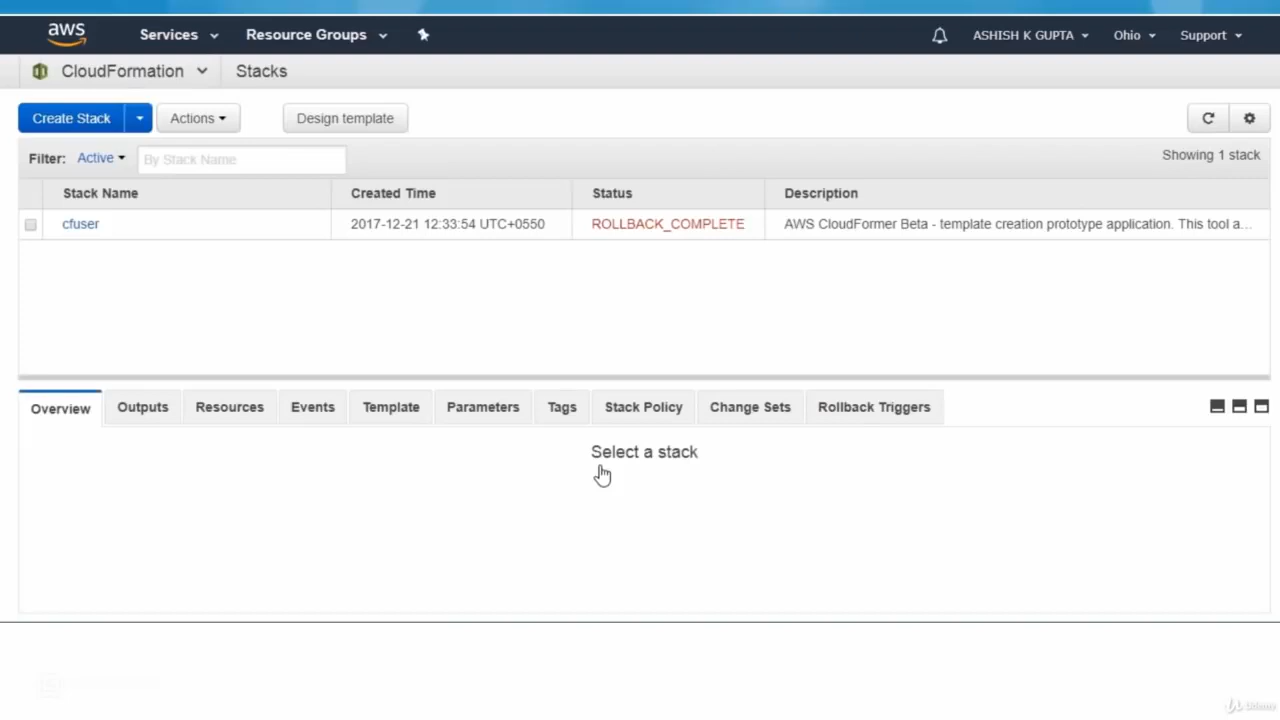 aws Services Resource Groups ASHISH K GUPTA Ohio Support
CloudFormation Stacks
Create Stack Actions Design template
Filter: Active By Stack Name Showing 1 stack
Stack Name Created Time Status Description
cfuser 2017-12-21 12:33:54 UTC+0550 ROLLBACK_COMPLETE AWS CloudFormer Beta - template creation prototype application. This tool a...
Overview Outputs Resources Events Template Parameters Tags Stack Policy Change Sets Rollback Triggers
Select a stack
Udemy